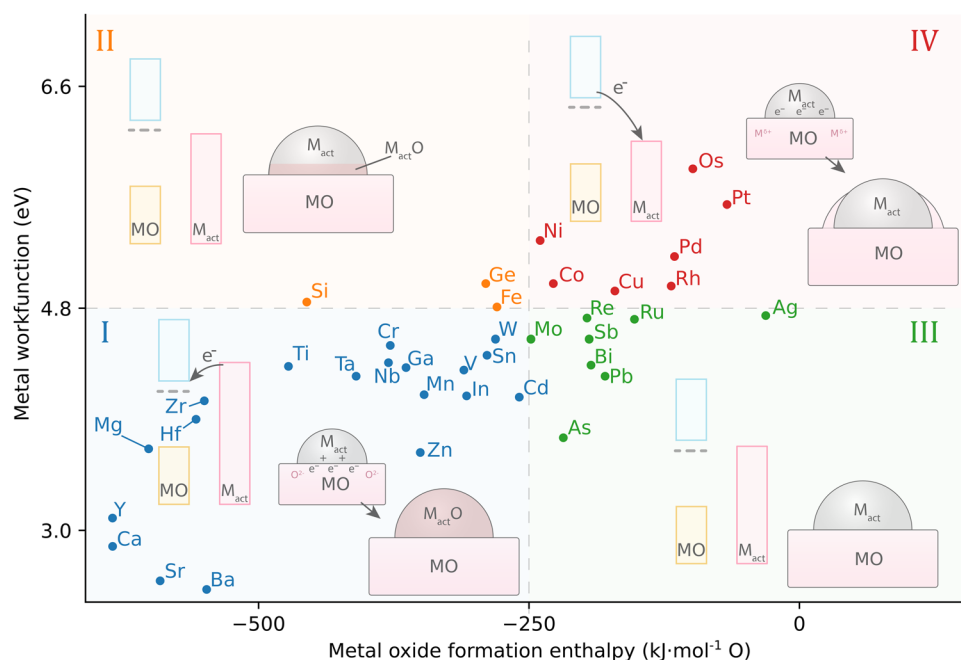 II
IV
6.6
4.8
3.0
Metal workfunction (eV)
MO
M_act
M_act
M_actO
MO
e⁻
MO
M_act
M_act
e⁻ e⁻ e⁻
M^δ+ MO M^δ+
M_act
MO
Os
Pt
Ni
Pd
Co
Cu
Rh
Si
Ge
Fe
I
III
Re
Ru
Ag
Mo
Sb
Bi
Pb
As
Cr
W
Ti
Ta
Nb
Ga
V
Sn
Mn
In
Cd
Zr
Hf
Mg
Zn
Y
Ca
Sr
Ba
e⁻
MO
M_act
M_act
+ +
O²⁻ e⁻ e⁻ e⁻ O²⁻
MO
M_actO
MO
MO
M_act
M_act
MO
−500
−250
0
Metal oxide formation enthalpy (kJ·mol⁻¹ O)